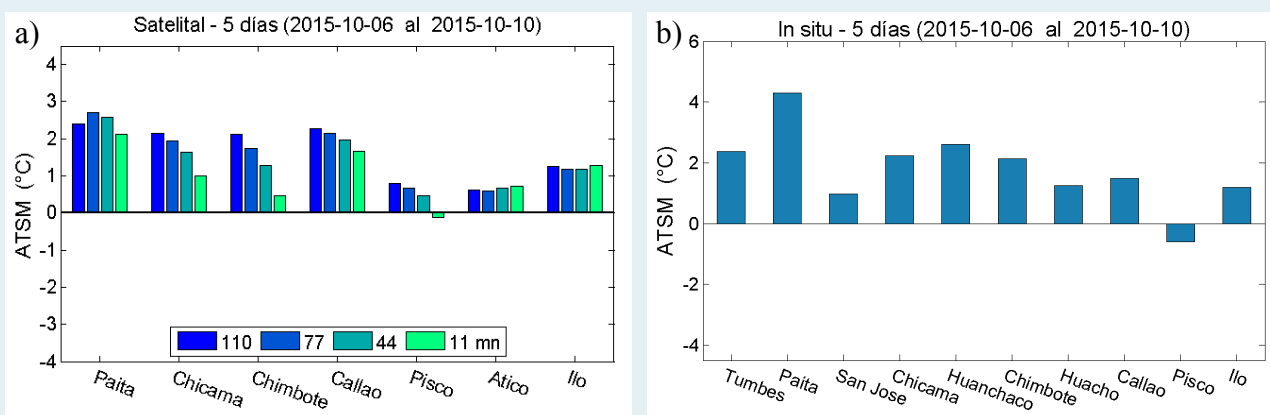 a)
Satelital - 5 días (2015-10-06 al 2015-10-10)
ATSM (°C)
4
3
2
1
0
-1
-2
-3
-4
110 77 44 11 mn
Paita Chicama Chimbote Callao Pisco Atico Ilo
b)
In situ - 5 días (2015-10-06 al 2015-10-10)
ATSM (°C)
6
4
2
0
-2
-4
Tumbes Paita San Jose Chicama Huanchaco Chimbote Huacho Callao Pisco Ilo